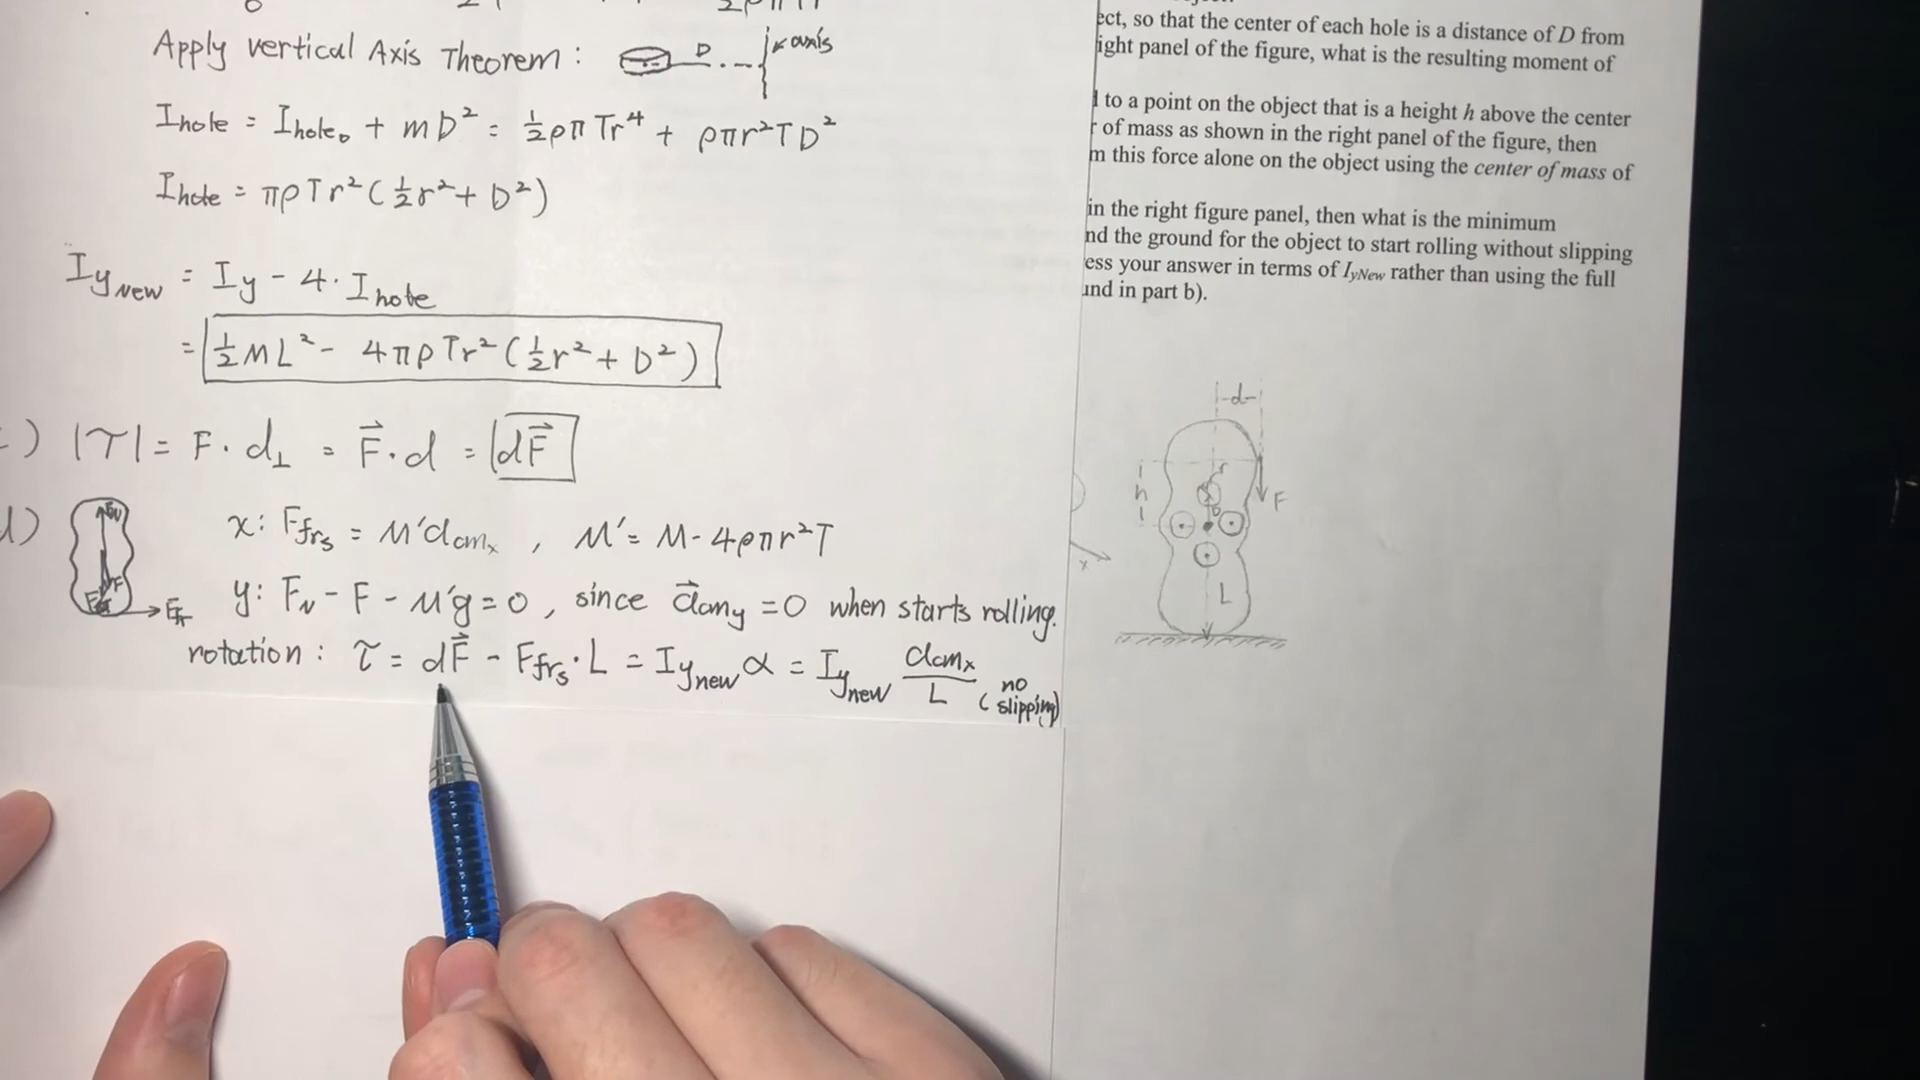 Apply vertical Axis Theorem : D axis
I_hole = I_hole₀ + mD² = ½ρπTr⁴ + ρπr²TD²
I_hole = πρTr²(½r² + D²)
I_yNEW = I_y - 4·I_hole
= ½ML² - 4πρTr²(½r² + D²)
) |τ| = F·d⊥ = F⃗·d = dF⃗
d) x: F_frs = M'a_cmx , M' = M - 4ρπr²T
y: F_N - F - M'g = 0 , since a⃗_cmy = 0 when starts rolling.
rotation : τ = dF⃗ - F_frs·L = I_ynew α = I_ynew a_cmx / L (no slipping)
ect, so that the center of each hole is a distance of D from
ight panel of the figure, what is the resulting moment of
to a point on the object that is a height h above the center
of mass as shown in the right panel of the figure, then
m this force alone on the object using the center of mass of
in the right figure panel, then what is the minimum
nd the ground for the object to start rolling without slipping
ess your answer in terms of I_yNew rather than using the full
und in part b).
-d-
r
h
F
D
x
L